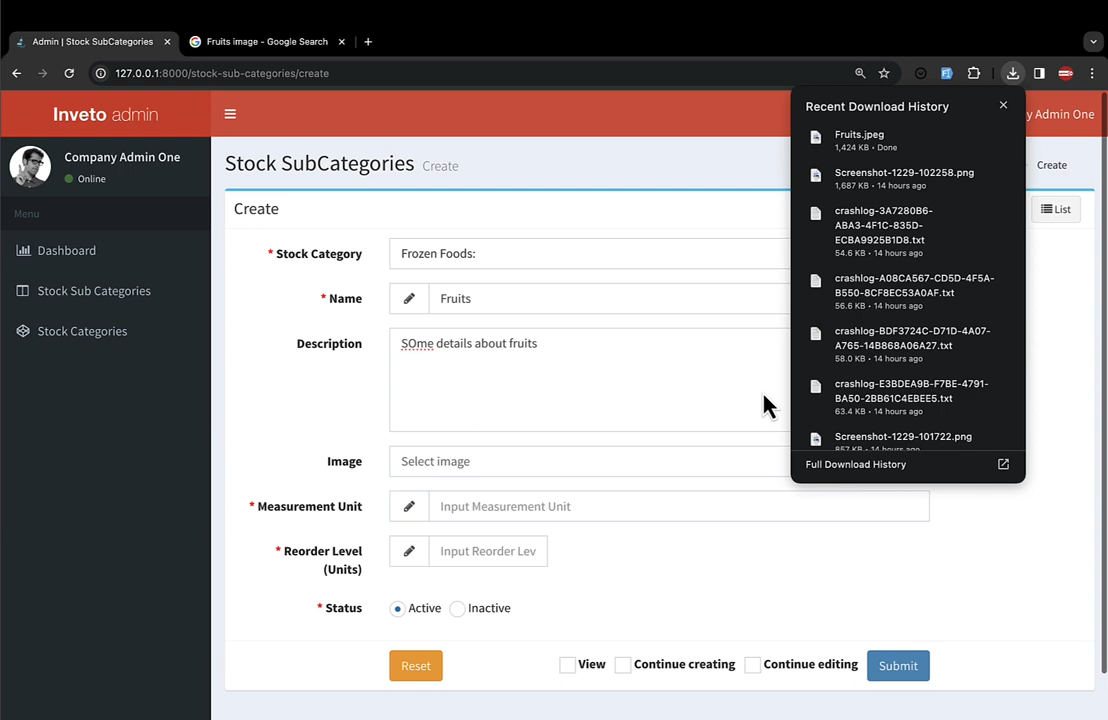 Admin | Stock SubCategories
Fruits image - Google Search
127.0.0.1:8000/stock-sub-categories/create
Inveto admin
y Admin One
Company Admin One
Online
Menu
Dashboard
Stock Sub Categories
Stock Categories
Stock SubCategories Create
Create
Create
List
* Stock Category
Frozen Foods:
* Name
Fruits
Description
SOme details about fruits
Image
Select image
* Measurement Unit
Input Measurement Unit
* Reorder Level
(Units)
Input Reorder Lev
* Status
Active
Inactive
Reset
View
Continue creating
Continue editing
Submit
Recent Download History
Fruits.jpeg
1,424 KB • Done
Screenshot-1229-102258.png
1,687 KB • 14 hours ago
crashlog-3A7280B6-
ABA3-4F1C-835D-
ECBA9925B1D8.txt
54.6 KB • 14 hours ago
crashlog-A08CA567-CD5D-4F5A-
B550-8CF8EC53A0AF.txt
56.6 KB • 14 hours ago
crashlog-BDF3724C-D71D-4A07-
A765-14B868A06A27.txt
58.0 KB • 14 hours ago
crashlog-E3BDEA9B-F7BE-4791-
BA50-2BB61C4EBEE5.txt
63.4 KB • 14 hours ago
Screenshot-1229-101722.png
857 KB • 14 hours ago
Full Download History